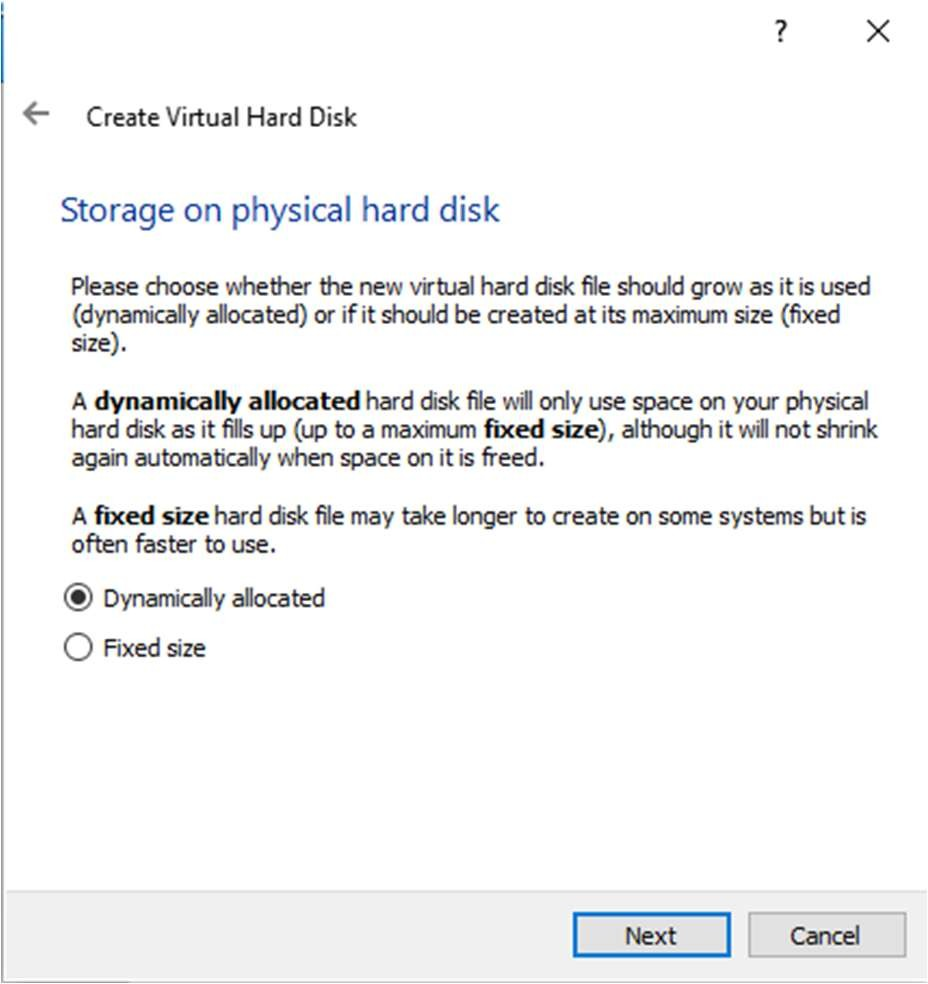 ?
Create Virtual Hard Disk
Storage on physical hard disk
Please choose whether the new virtual hard disk file should grow as it is used
(dynamically allocated) or if it should be created at its maximum size (fixed
size).
A dynamically allocated hard disk file will only use space on your physical
hard disk as it fills up (up to a maximum fixed size), although it will not shrink
again automatically when space on it is freed.
A fixed size hard disk file may take longer to create on some systems but is
often faster to use.
Dynamically allocated
Fixed size
Next Cancel